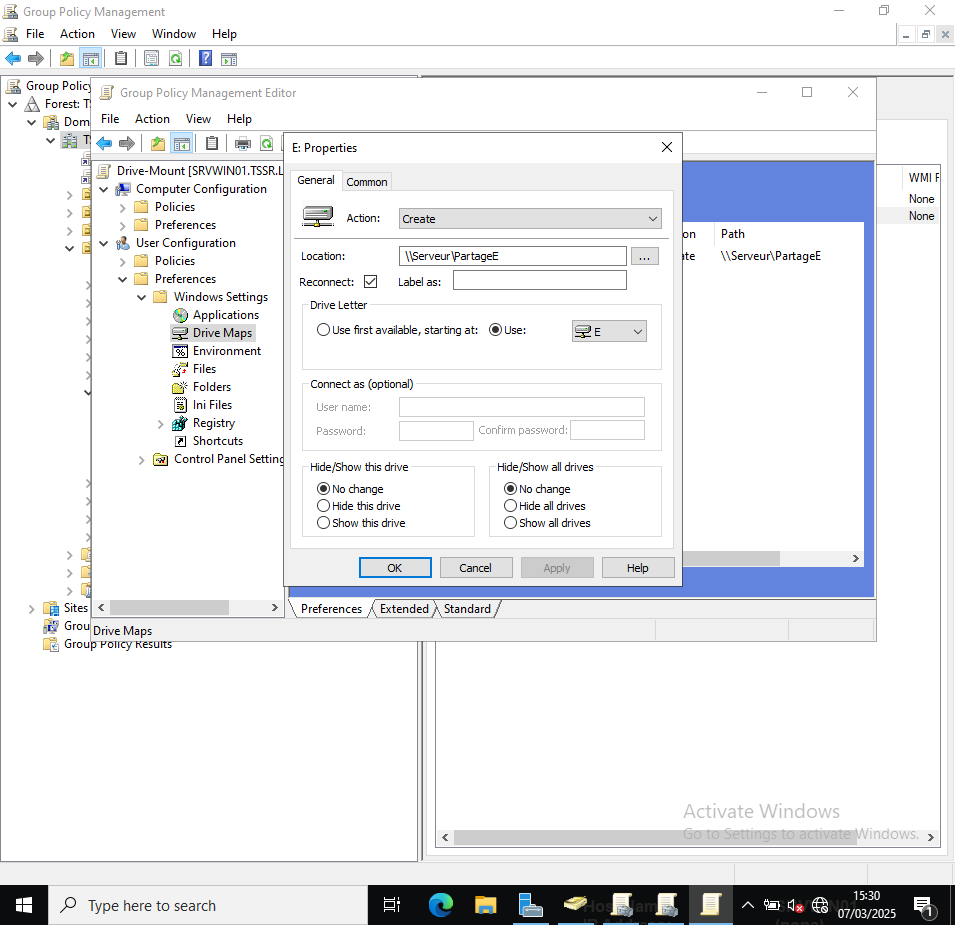 Group Policy Management
File Action View Window Help
Group Policy
Forest: T
Dom
TS
Sites
Grou
Group Policy Results
Group Policy Management Editor
File Action View Help
Drive-Mount [SRVWIN01.TSSR.L
Computer Configuration
Policies
Preferences
User Configuration
Policies
Preferences
Windows Settings
Applications
Drive Maps
Environment
Files
Folders
Ini Files
Registry
Shortcuts
Control Panel Setting
E: Properties
General Common
Action: Create
Location: \\Serveur\PartageE ...
Reconnect: Label as:
Drive Letter
Use first available, starting at: Use: E
Connect as (optional)
User name:
Password: Confirm password:
Hide/Show this drive
No change
Hide this drive
Show this drive
Hide/Show all drives
No change
Hide all drives
Show all drives
OK Cancel Apply Help
on Path
te \\Serveur\PartageE
WMI F
None
None
Preferences Extended Standard
Drive Maps
Activate Windows
Go to Settings to activate Windows.
Type here to search
15:30
07/03/2025
1